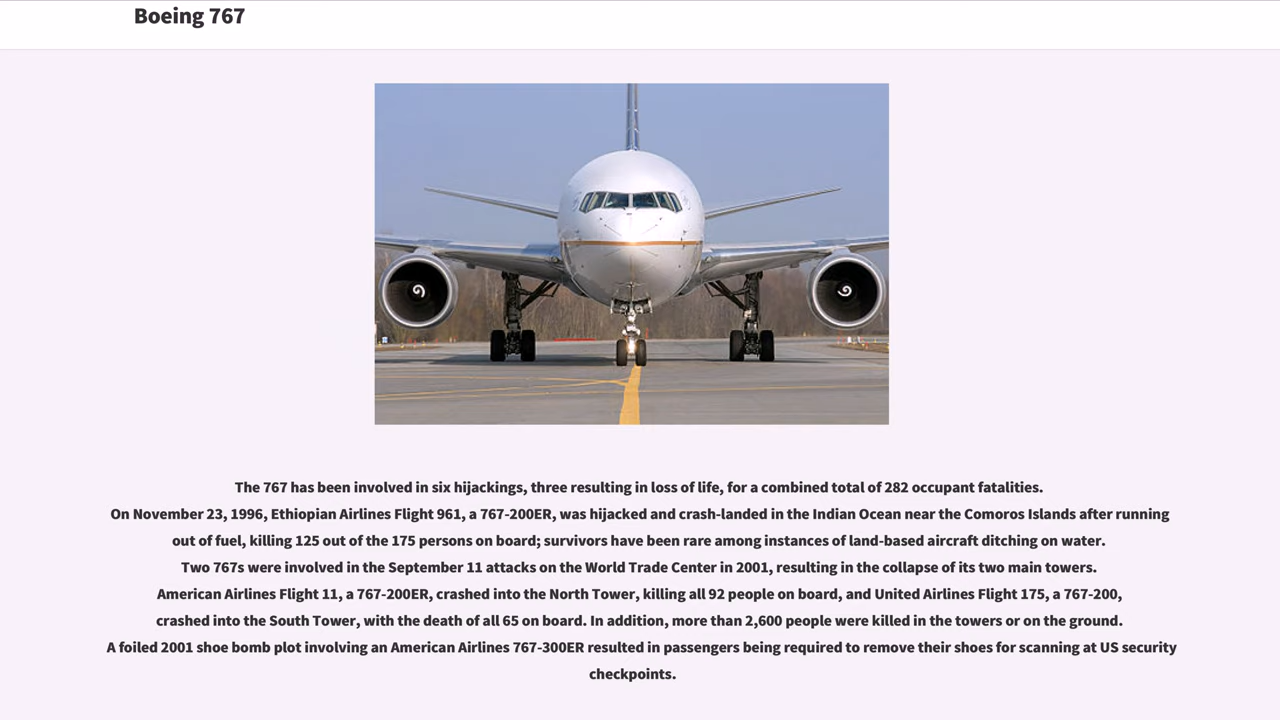 Boeing 767
The 767 has been involved in six hijackings, three resulting in loss of life, for a combined total of 282 occupant fatalities.
On November 23, 1996, Ethiopian Airlines Flight 961, a 767-200ER, was hijacked and crash-landed in the Indian Ocean near the Comoros Islands after running
out of fuel, killing 125 out of the 175 persons on board; survivors have been rare among instances of land-based aircraft ditching on water.
Two 767s were involved in the September 11 attacks on the World Trade Center in 2001, resulting in the collapse of its two main towers.
American Airlines Flight 11, a 767-200ER, crashed into the North Tower, killing all 92 people on board, and United Airlines Flight 175, a 767-200,
crashed into the South Tower, with the death of all 65 on board. In addition, more than 2,600 people were killed in the towers or on the ground.
A foiled 2001 shoe bomb plot involving an American Airlines 767-300ER resulted in passengers being required to remove their shoes for scanning at US security
checkpoints.